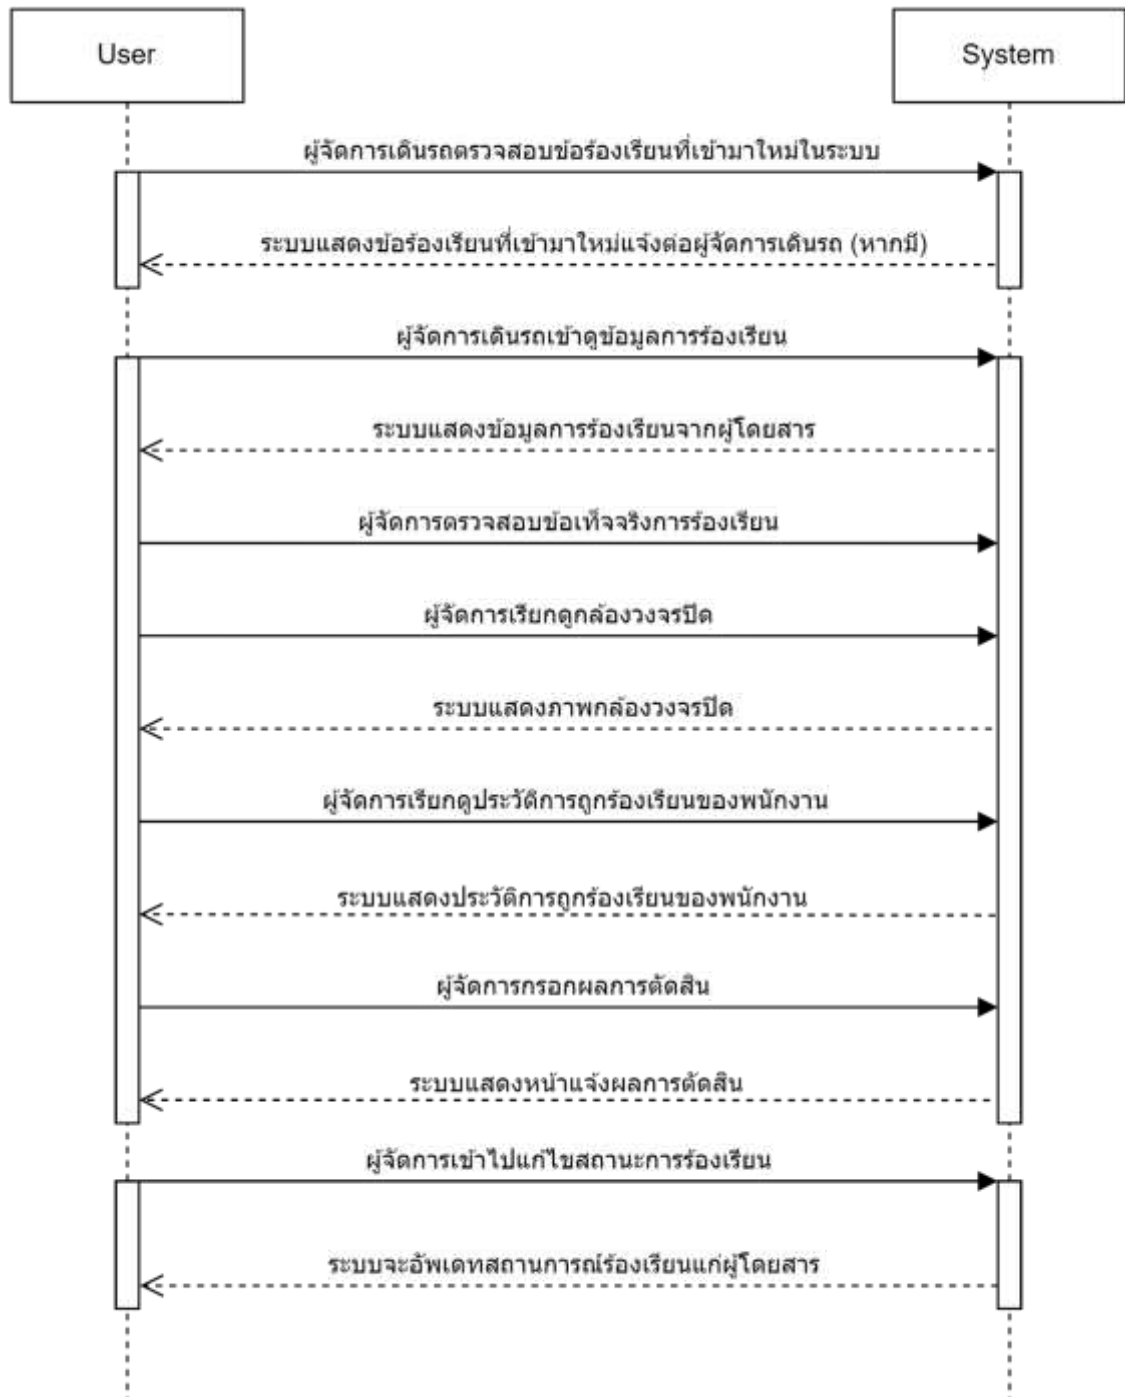 User
System
ผู้จัดการเดินรถตรวจสอบข้อร้องเรียนที่เข้ามาใหม่ในระบบ
ระบบแสดงข้อร้องเรียนที่เข้ามาใหม่แจ้งต่อผู้จัดการเดินรถ (หากมี)
ผู้จัดการเดินรถเข้าดูข้อมูลการร้องเรียน
ระบบแสดงข้อมูลการร้องเรียนจากผู้โดยสาร
ผู้จัดการตรวจสอบข้อเท็จจริงการร้องเรียน
ผู้จัดการเรียกดูกล้องวงจรปิด
ระบบแสดงภาพกล้องวงจรปิด
ผู้จัดการเรียกดูประวัติการถูกร้องเรียนของพนักงาน
ระบบแสดงประวัติการถูกร้องเรียนของพนักงาน
ผู้จัดการกรอกผลการตัดสิน
ระบบแสดงหน้าแจ้งผลการตัดสิน
ผู้จัดการเข้าไปแก้ไขสถานะการร้องเรียน
ระบบจะอัพเดทสถานการณ์ร้องเรียนแก่ผู้โดยสาร